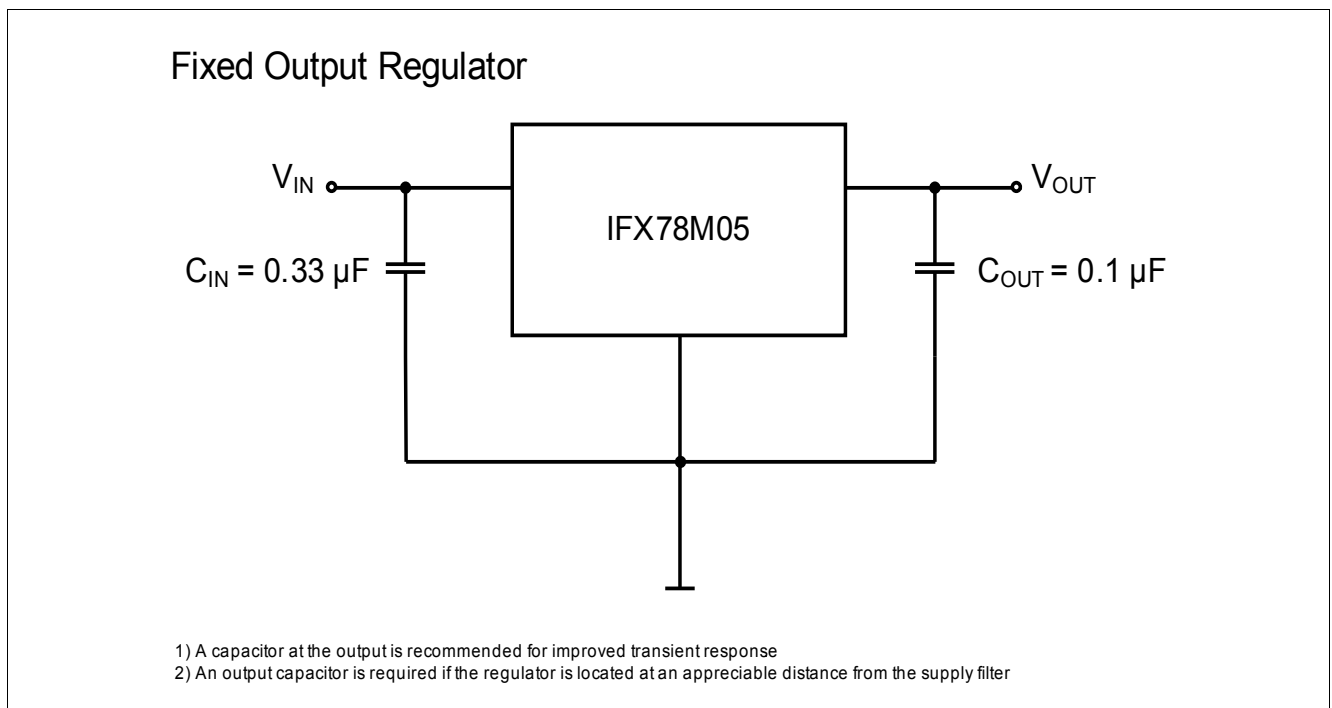 Fixed Output Regulator
VIN
VOUT
IFX78M05
CIN = 0.33 µF
COUT = 0.1 µF
1) A capacitor at the output is recommended for improved transient response
2) An output capacitor is required if the regulator is located at an appreciable distance from the supply filter